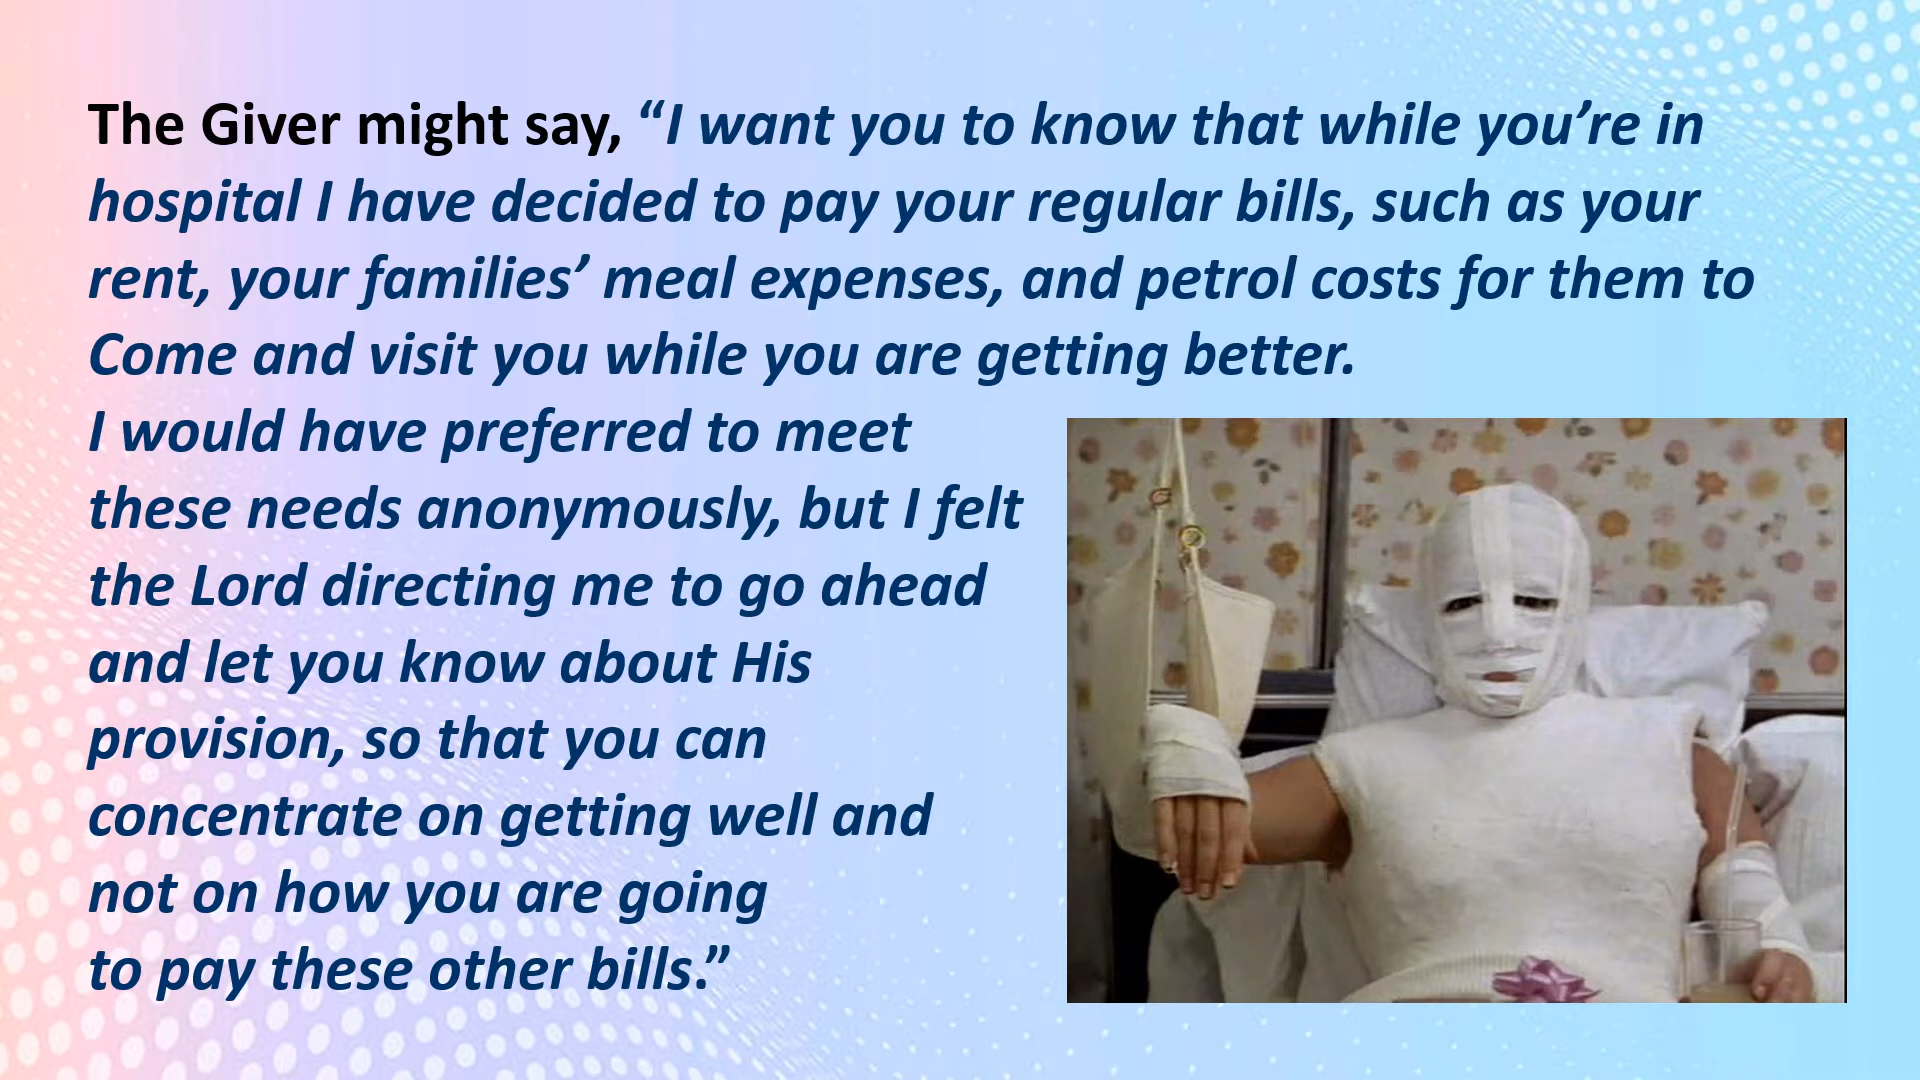 The Giver might say, “I want you to know that while you’re in
hospital I have decided to pay your regular bills, such as your
rent, your families’ meal expenses, and petrol costs for them to
Come and visit you while you are getting better.
I would have preferred to meet
these needs anonymously, but I felt
the Lord directing me to go ahead
and let you know about His
provision, so that you can
concentrate on getting well and
not on how you are going
to pay these other bills.”